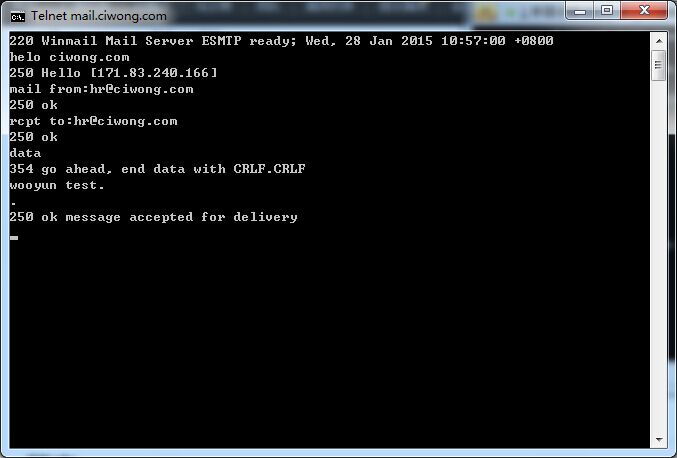 Telnet mail.ciwong.com
220 Winmail Mail Server ESMTP ready; Wed, 28 Jan 2015 10:57:00 +0800
helo ciwong.com
250 Hello [171.83.240.166]
mail from:hr@ciwong.com
250 ok
rcpt to:hr@ciwong.com
250 ok
data
354 go ahead, end data with CRLF.CRLF
wooyun test.
.
250 ok message accepted for delivery